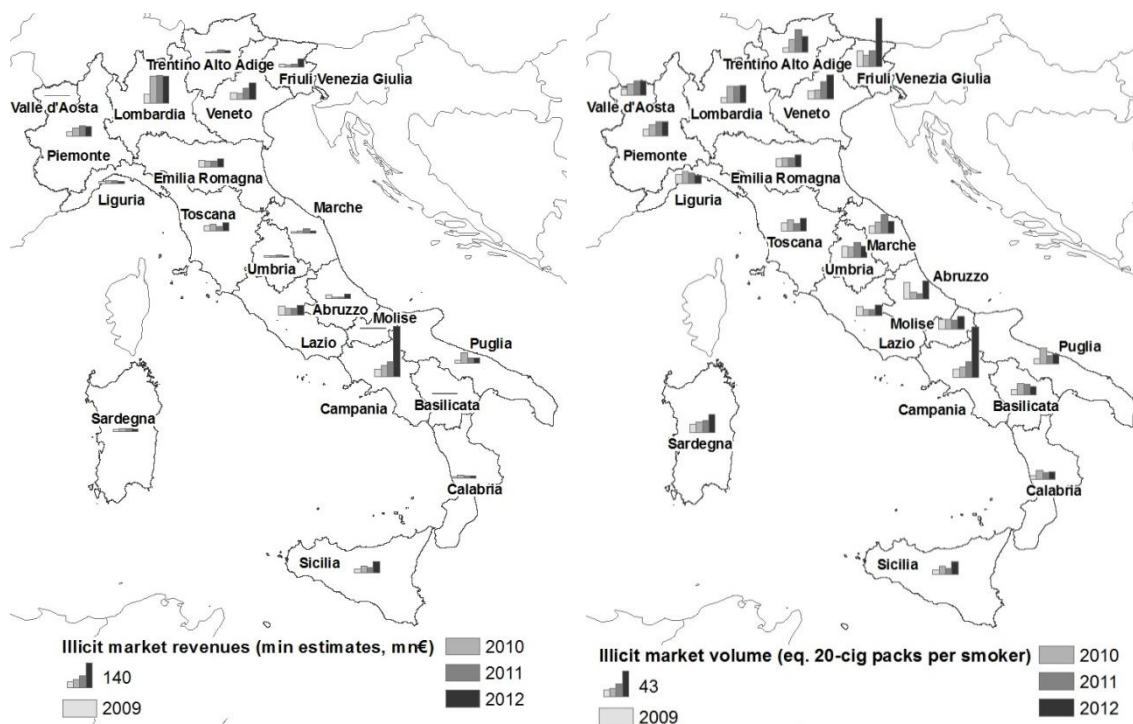 Trentino Alto Adige
Friuli Venezia Giulia
Valle d'Aosta
Lombardia
Veneto
Piemonte
Emilia Romagna
Liguria
Toscana
Marche
Umbria
Abruzzo
Molise
Lazio
Puglia
Campania
Basilicata
Sardegna
Calabria
Sicilia
Illicit market revenues (min estimates, mn€)
140
2009
2010
2011
2012
Trentino Alto Adige
Friuli Venezia Giulia
Valle d'Aosta
Lombardia
Veneto
Piemonte
Emilia Romagna
Liguria
Toscana
Marche
Umbria
Abruzzo
Molise
Lazio
Puglia
Campania
Basilicata
Sardegna
Calabria
Sicilia
Illicit market volume (eq. 20-cig packs per smoker)
43
2009
2010
2011
2012